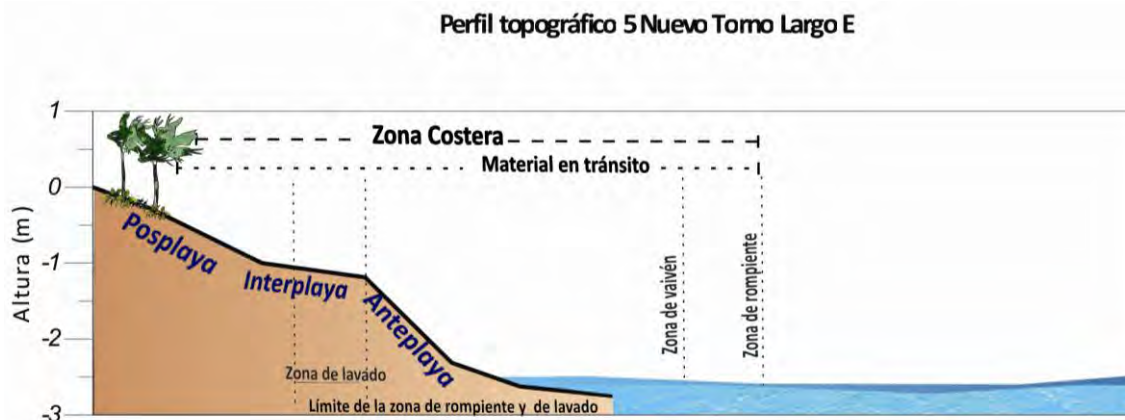 Perfil topográfico 5 Nuevo Torno Largo E
1
Zona Costera
Material en tránsito
0
Posplaya
-1
Interplaya
Anteplaya
Altura (m)
Zona de vaivén
Zona de rompiente
-2
Zona de lavado
Límite de la zona de rompiente y de lavado
-3